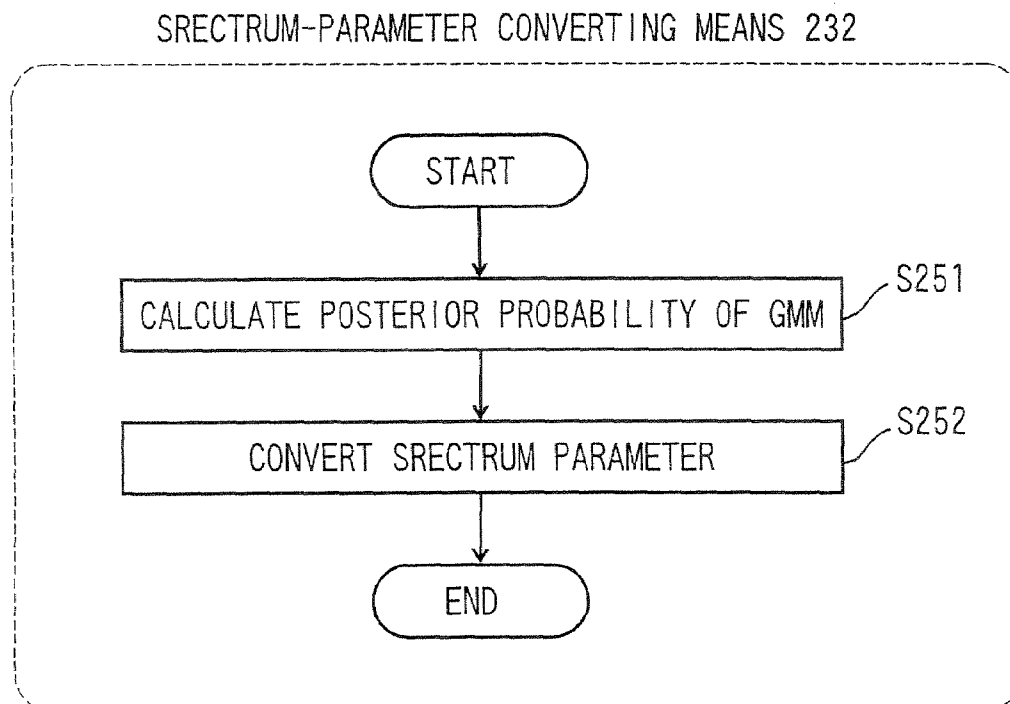 SRECTRUM-PARAMETER CONVERTING MEANS 232
START
CALCULATE POSTERIOR PROBABILITY OF GMM
S251
CONVERT SRECTRUM PARAMETER
S252
END